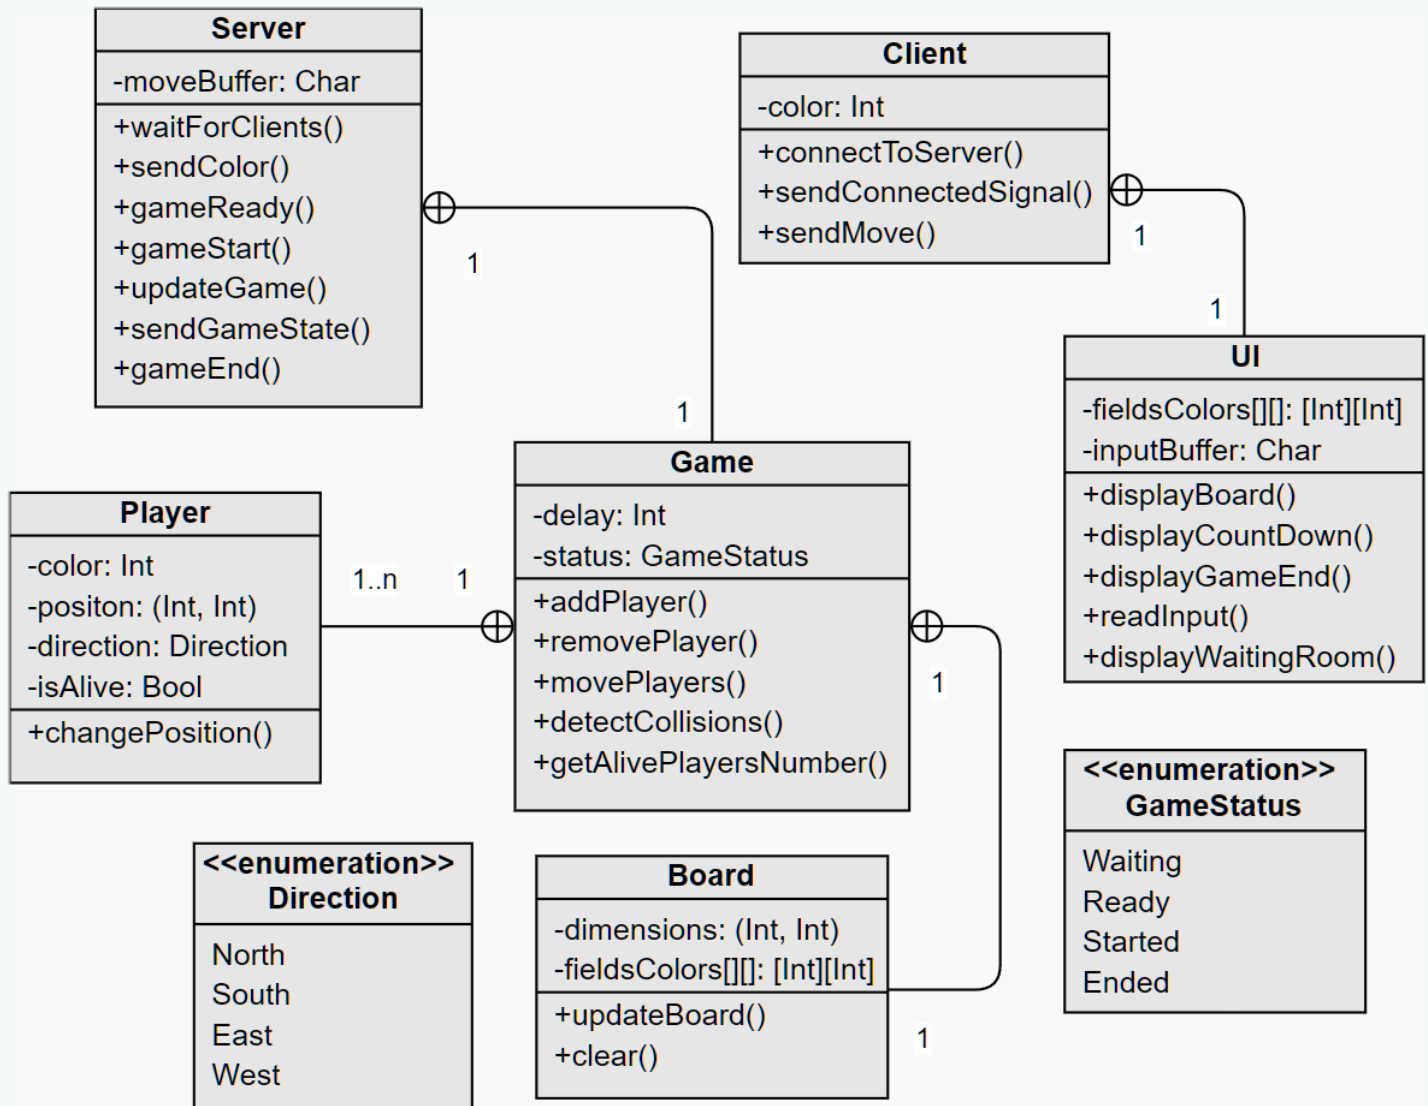 Server
-moveBuffer: Char
+waitForClients()
+sendColor()
+gameReady()
+gameStart()
+updateGame()
+sendGameState()
+gameEnd()
1
1
Client
-color: Int
+connectToServer()
+sendConnectedSignal()
+sendMove()
1
1
UI
-fieldsColors[][]: [Int][Int]
-inputBuffer: Char
+displayBoard()
+displayCountDown()
+displayGameEnd()
+readInput()
+displayWaitingRoom()
Player
-color: Int
-positon: (Int, Int)
-direction: Direction
-isAlive: Bool
+changePosition()
1..n
1
Game
-delay: Int
-status: GameStatus
+addPlayer()
+removePlayer()
+movePlayers()
+detectCollisions()
+getAlivePlayersNumber()
1
<<enumeration>>
GameStatus
Waiting
Ready
Started
Ended
<<enumeration>>
Direction
North
South
East
West
Board
-dimensions: (Int, Int)
-fieldsColors[][]: [Int][Int]
+updateBoard()
+clear()
1